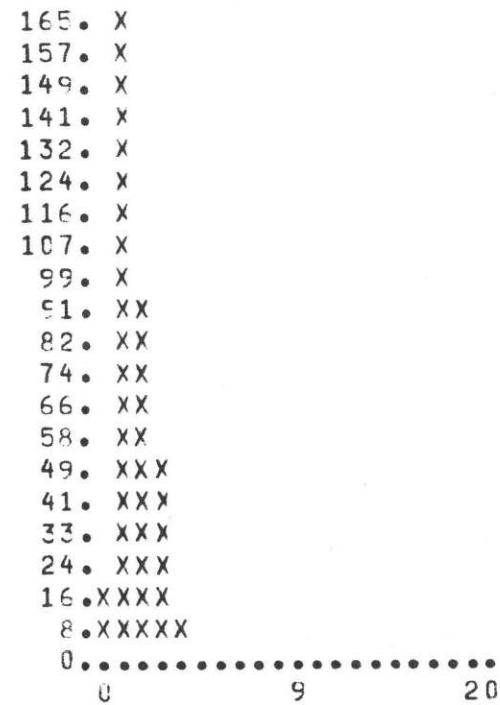 165. X
157. X
149. X
141. X
132. X
124. X
116. X
107. X
99. X
91. XX
82. XX
74. XX
66. XX
58. XX
49. XXX
41. XXX
33. XXX
24. XXX
16.XXXX
8.XXXXX
0......................
0 9 20